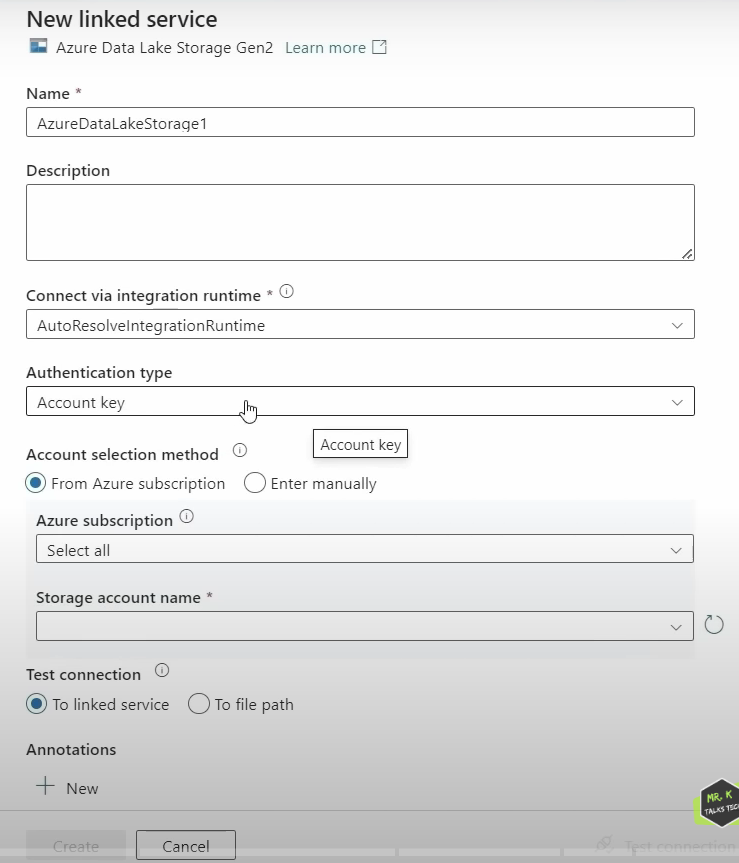 New linked service
Azure Data Lake Storage Gen2 Learn more
Name *
AzureDataLakeStorage1
Description
Connect via integration runtime *
AutoResolveIntegrationRuntime
Authentication type
Account key
Account key
Account selection method
From Azure subscription Enter manually
Azure subscription
Select all
Storage account name *
Test connection
To linked service To file path
Annotations
New
MR. K
TALKS TEC
Create Cancel Test connection